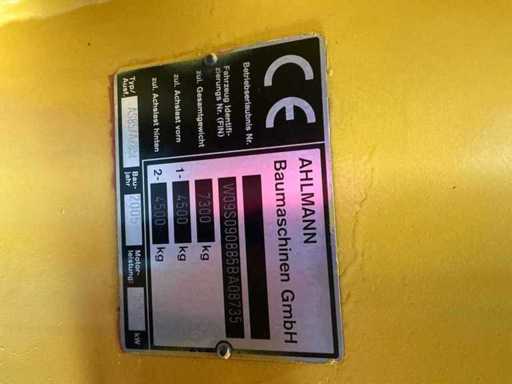 CE
AHLMANN
Baumaschinen GmbH
Betriebserlaubnis Nr.
Fahrzeug Identifi-
zierungs Nr. (FIN) W09S090885BA08735
zul. Gesamtgewicht 7300 kg
zul. Achslast vorn 1- 4600 kg
zul. Achslast hinten 2- 4500 kg
Typ/
Ausf.
Bau-
jahr 2005
Motor-
leistung: kW